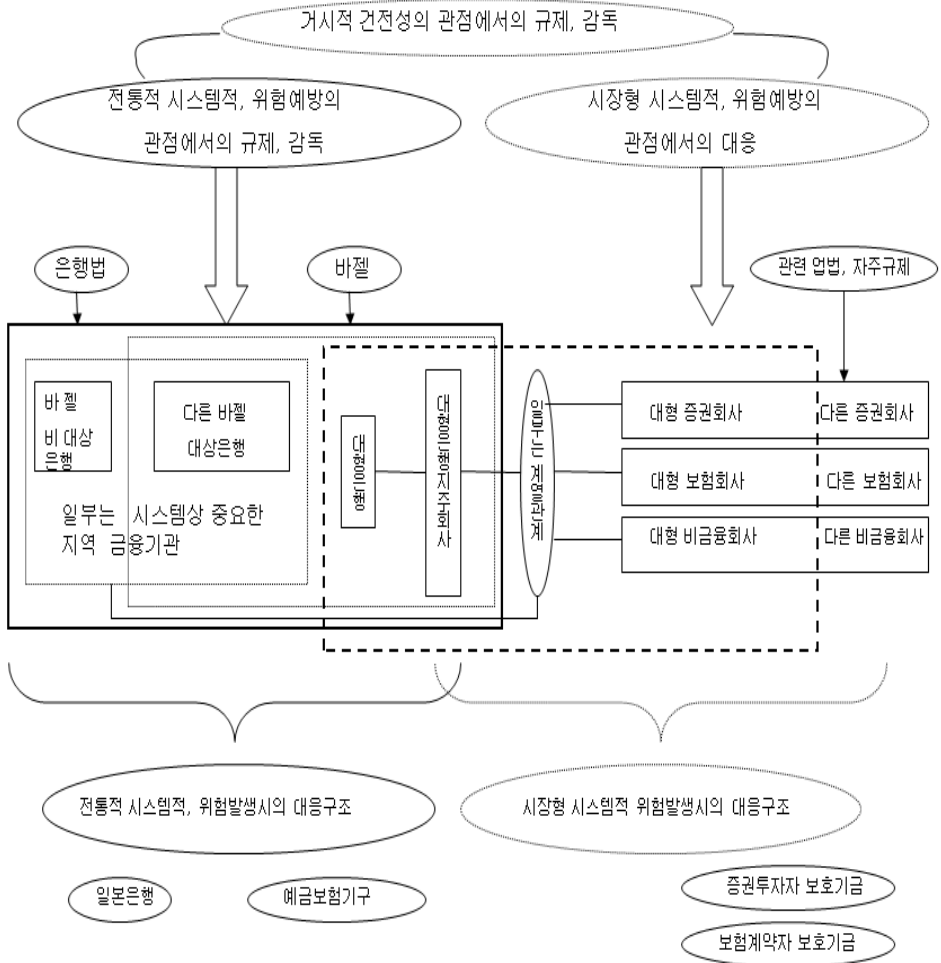 거시적 건전성의 관점에서의 규제, 감독
전통적 시스템적, 위험예방의
관점에서의 규제, 감독
시장형 시스템적, 위험예방의
관점에서의 대응
은행법
바젤
관련 업법, 자주규제
바 젤
비 대상
은행
다른 바젤
대상은행
대형은행
대형은행지주회사
일부는 계열관계
대형 증권회사
다른 증권회사
대형 보험회사
다른 보험회사
대형 비금융회사
다른 비금융회사
일부는 시스템상 중요한
지역 금융기관
전통적 시스템적, 위험발생시의 대응구조
시장형 시스템적 위험발생시의 대응구조
일본은행
예금보험기구
증권투자자 보호기금
보험계약자 보호기금